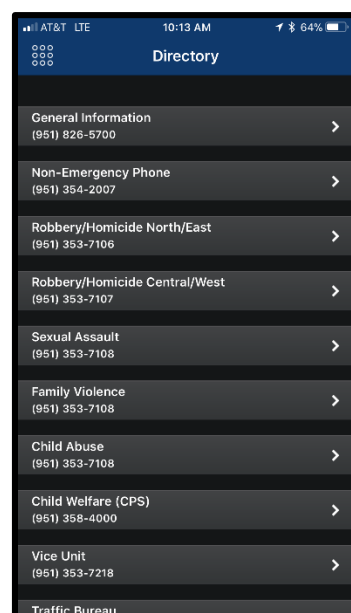 AT&T LTE 10:13 AM 64%
Directory
General Information
(951) 826-5700
Non-Emergency Phone
(951) 354-2007
Robbery/Homicide North/East
(951) 353-7106
Robbery/Homicide Central/West
(951) 353-7107
Sexual Assault
(951) 353-7108
Family Violence
(951) 353-7108
Child Abuse
(951) 353-7108
Child Welfare (CPS)
(951) 358-4000
Vice Unit
(951) 353-7218
Traffic Bureau